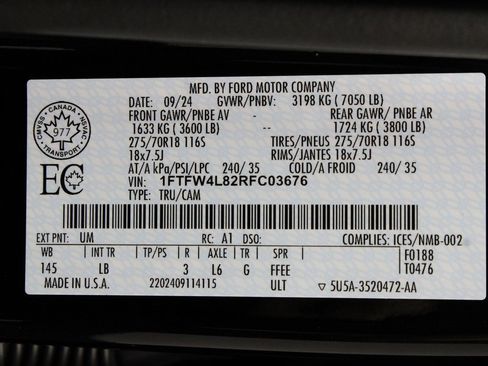 MFD. BY FORD MOTOR COMPANY
DATE: 09/24 GVWR/PNBV: 3198 KG ( 7050 LB)
FRONT GAWR/PNBE AV - - REAR GAWR/ PNBE AR
1633 KG ( 3600 LB) -- 1724 KG ( 3800 LB)
275/70R18 116S TIRES/PNEUS 275/70R18 116S
18x7.5J RIMS/JANTES 18x7.5J
AT/A kPa/PSI/LPC 240/ 35 COLD/A FROID 240/ 35
VIN: 1FTFW4L82RFC03676
TYPE: TRU/CAM
CMVSS · CANADA · NSVAC
977
TRANSPORT
EC
EXT PNT: UM RC: A1 DSO: COMPLIES: ICES/NMB-002
WB INT TR TP/PS R AXLE TR SPR F0188
145 LB 3 L6 G FFEE T0476
MADE IN U.S.A. 2202409114115 ULT 5U5A-3520472-AA